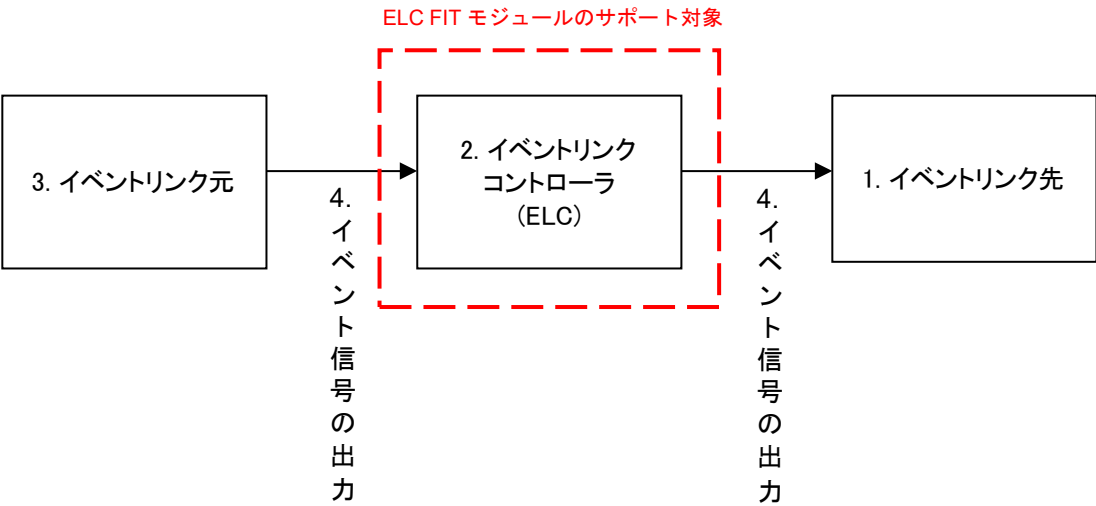 ELC FIT モジュールのサポート対象
3. イベントリンク元
4. イベント信号の出力
2. イベントリンク
コントローラ
(ELC)
4. イベント信号の出力
1. イベントリンク先